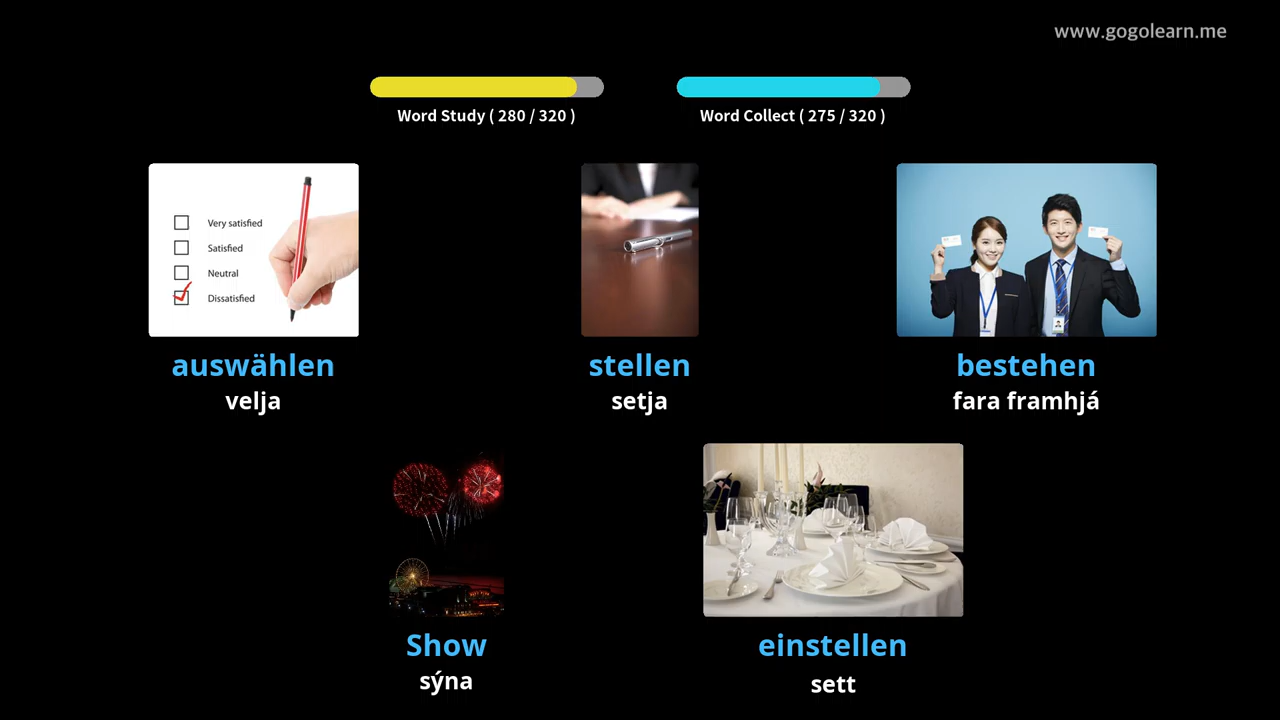 www.gogolearn.me
Word Study ( 280 / 320 )
Word Collect ( 275 / 320 )
Very satisfied
Satisfied
Neutral
Dissatisfied
auswählen
velja
stellen
setja
bestehen
fara framhjá
Show
sýna
einstellen
sett